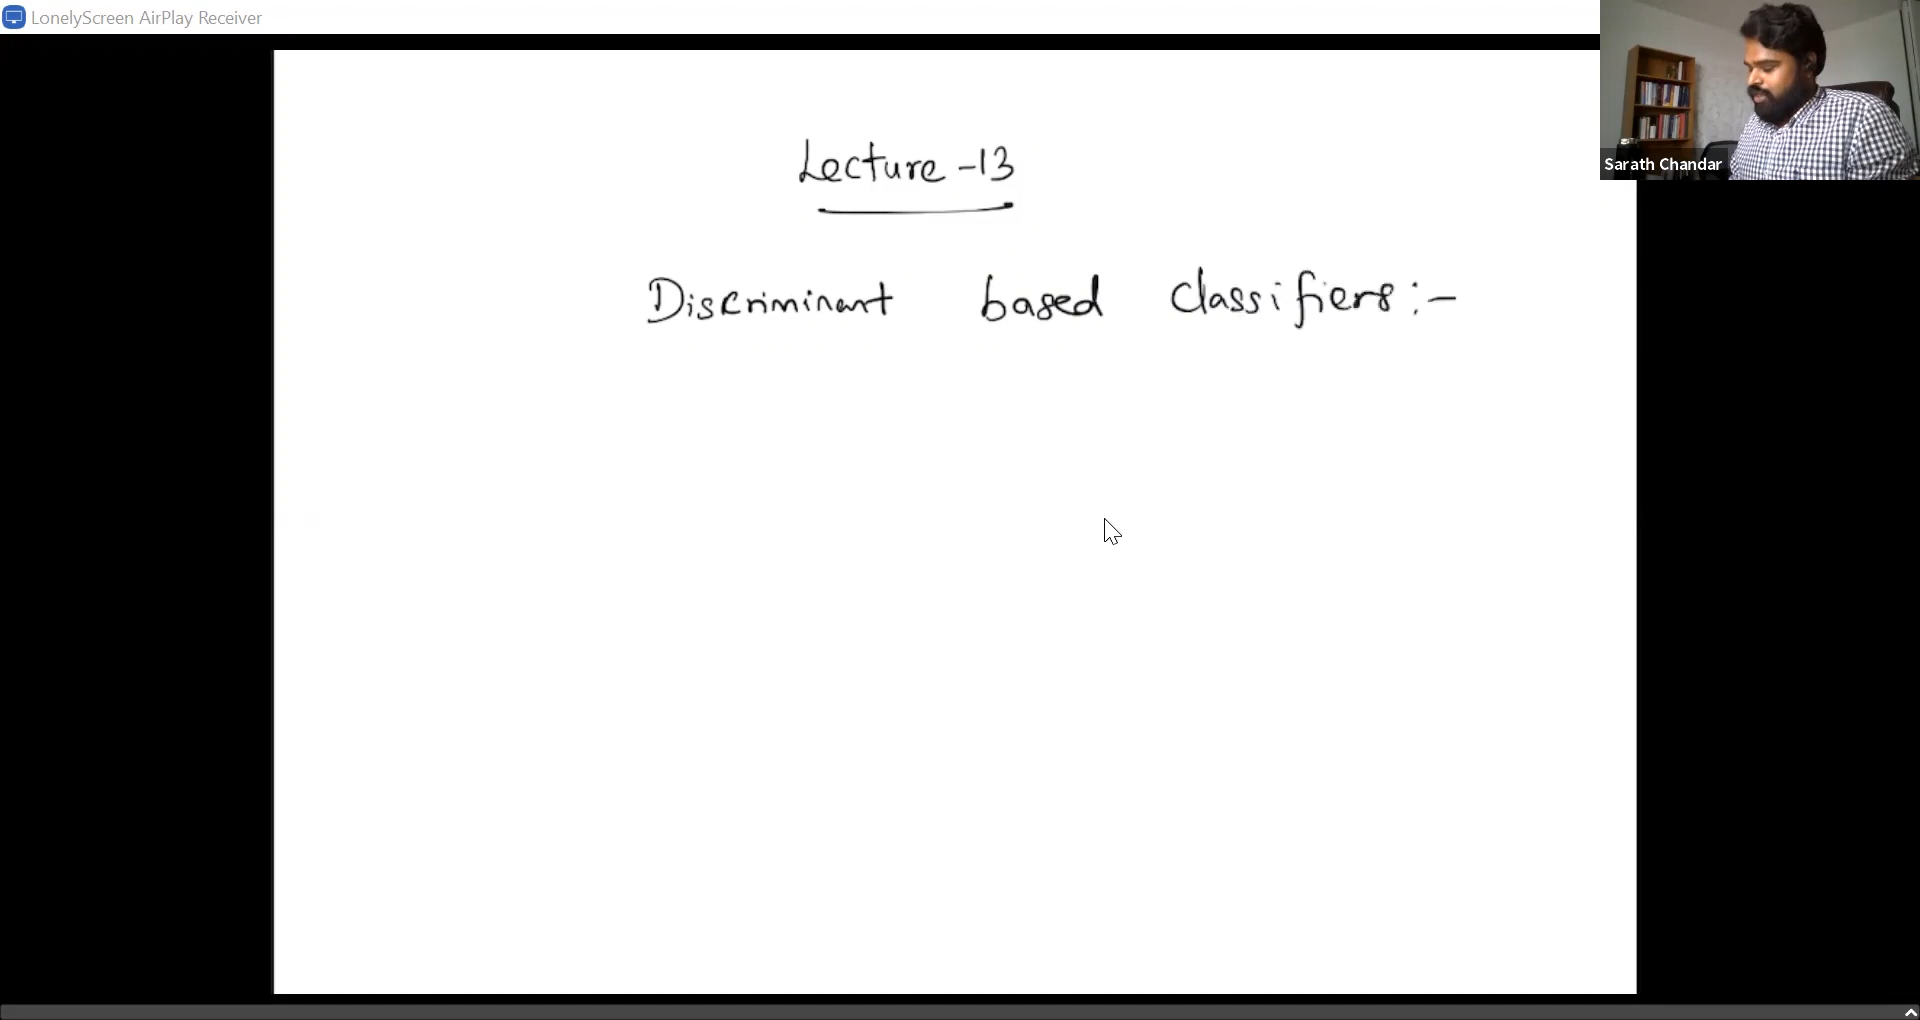 LonelyScreen AirPlay Receiver
Sarath Chandar
Lecture -13
Discriminant based classifiers:-